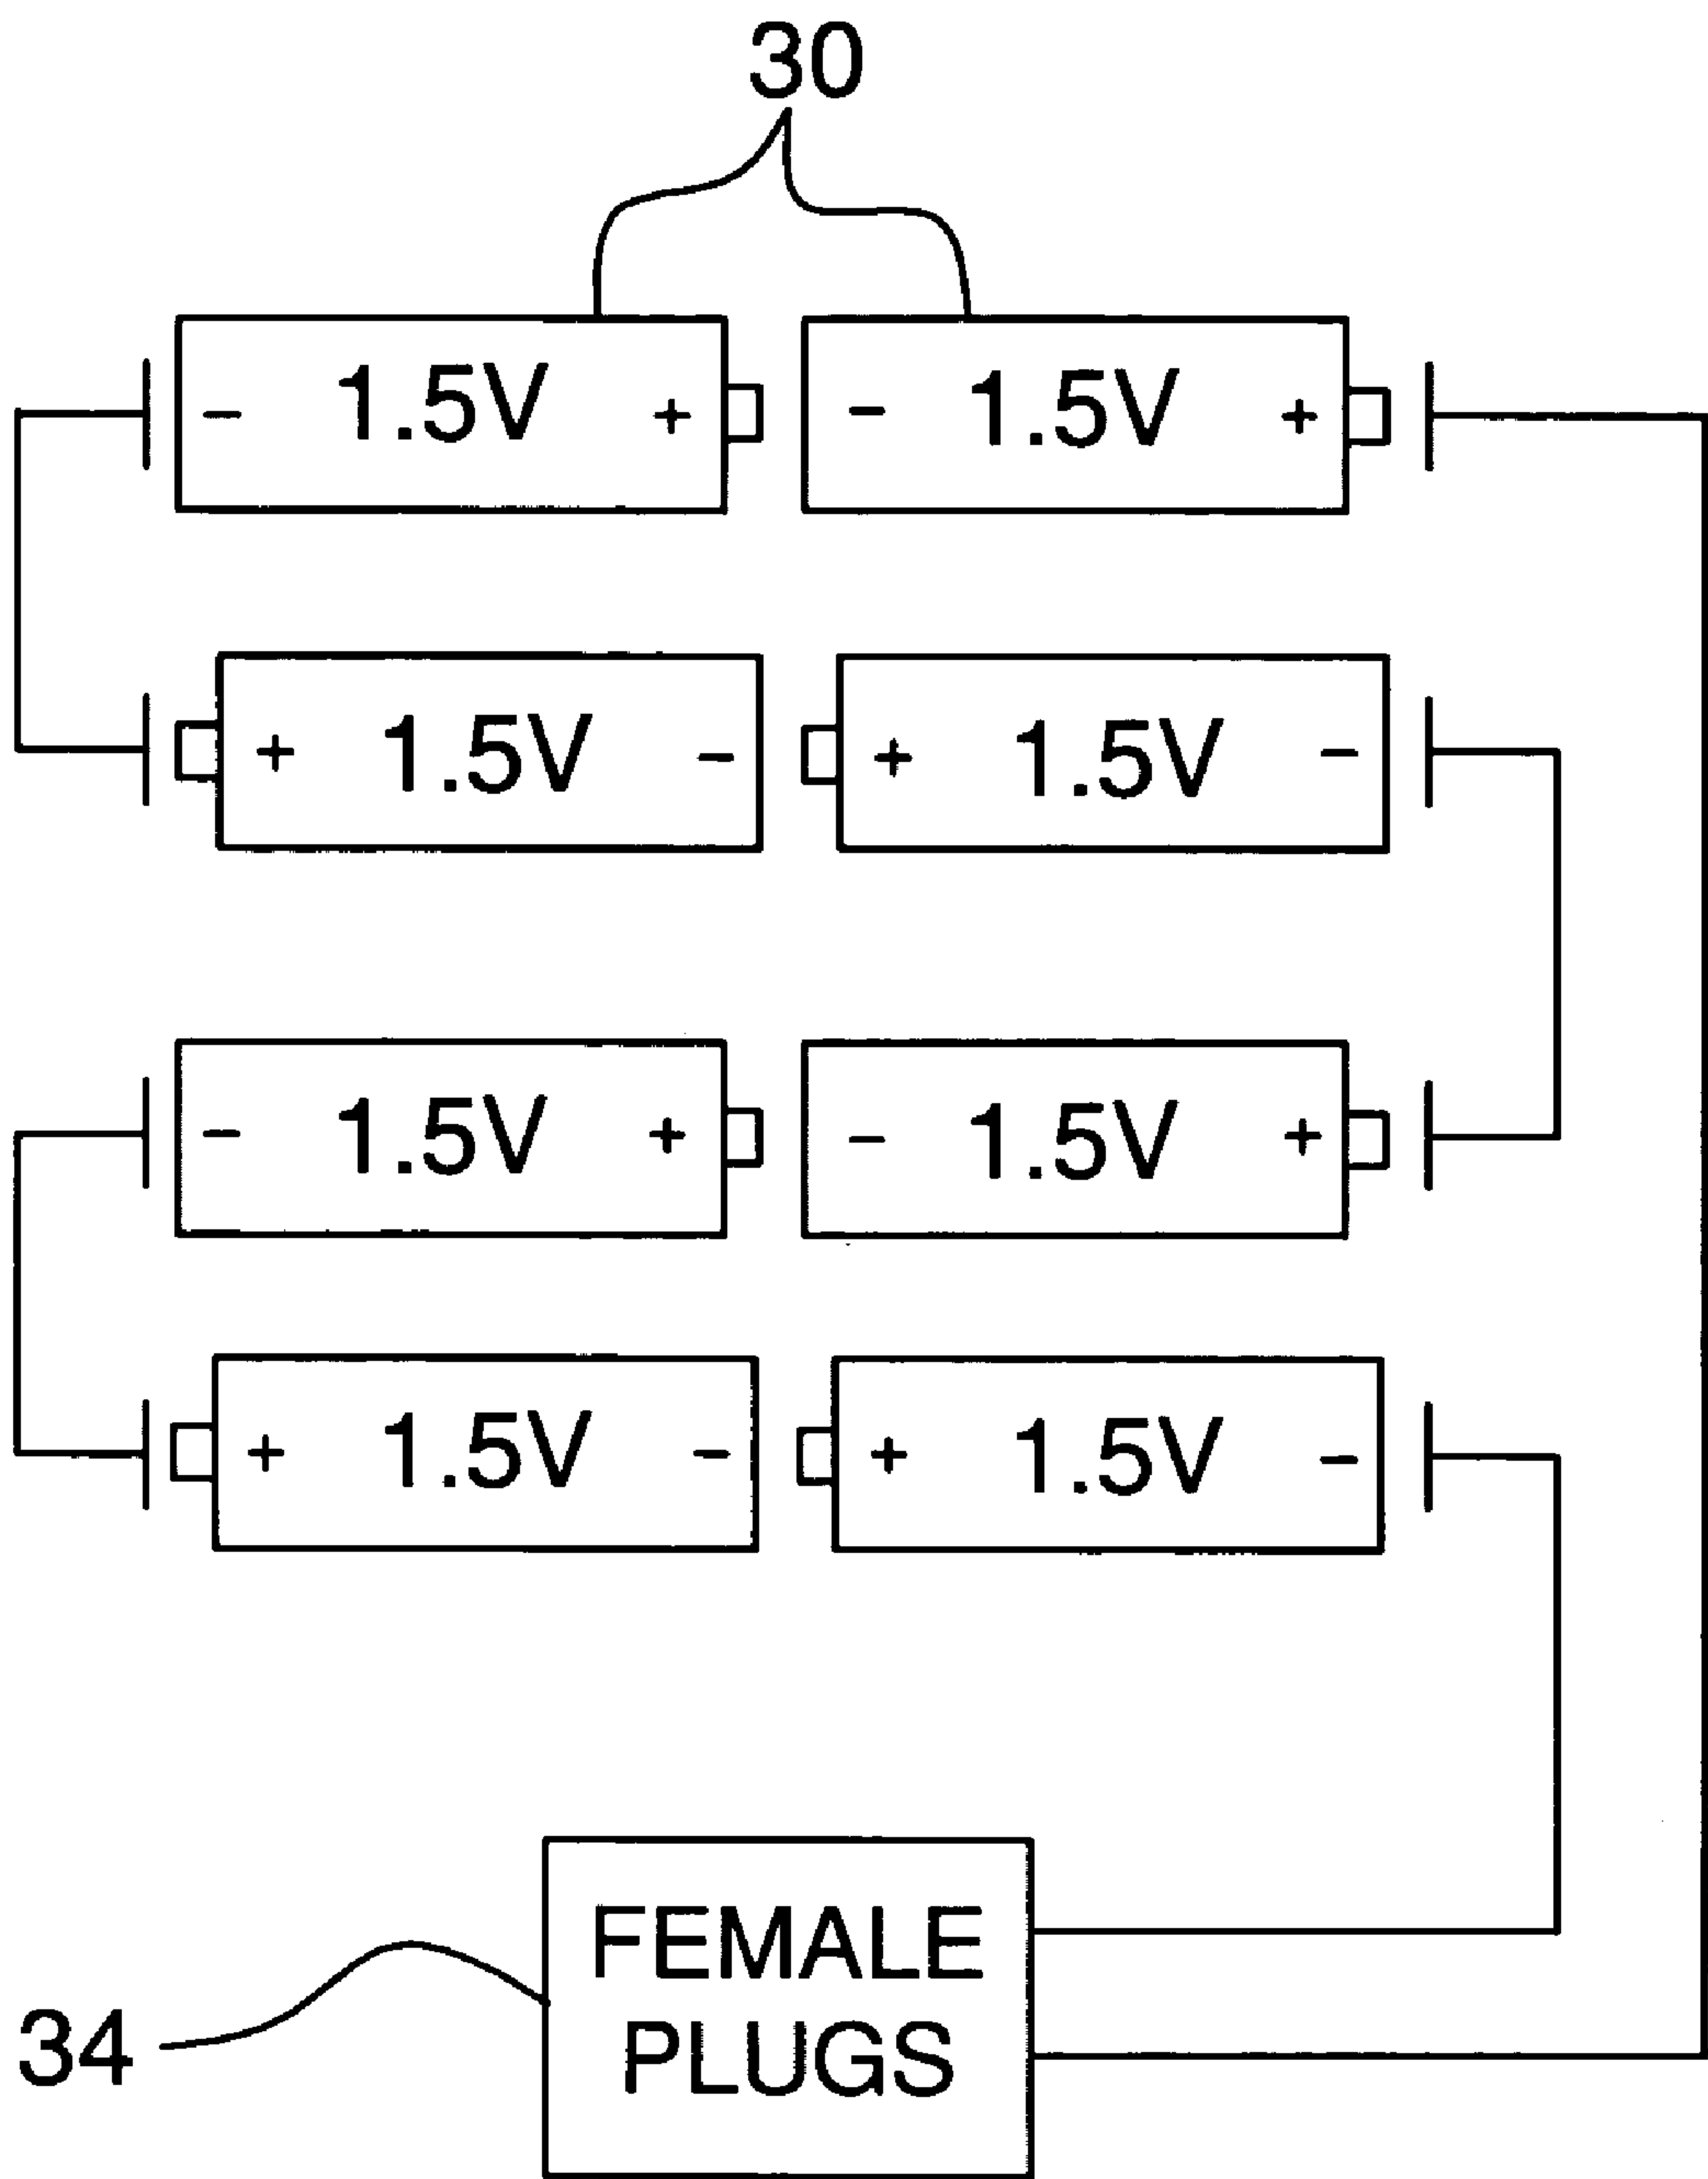 30
- 1.5V + - 1.5V +
+ 1.5V - + 1.5V -
- 1.5V + - 1.5V +
+ 1.5V - + 1.5V -
FEMALE
PLUGS
34